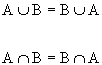 A ∪ B = B ∪ A
A ∩ B = B ∩ A